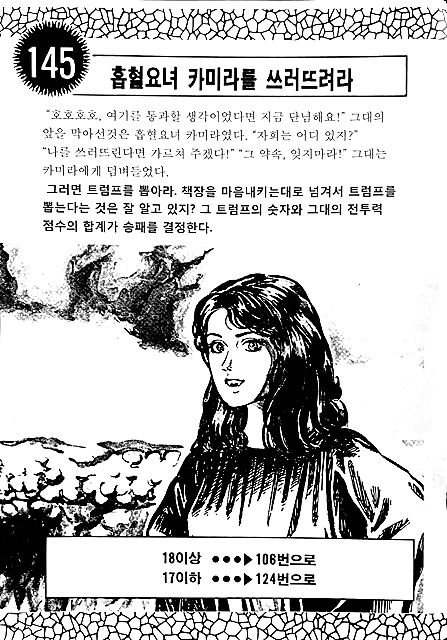 145
흡혈요녀 카미라를 쓰러뜨려라
“호호호호, 여기를 통과할 생각이었다면 지금 단념해요!” 그대의
앞을 막아선것은 흡혈요녀 카미라였다. “자희는 어디 있지?”
“나를 쓰러뜨린다면 가르쳐 주겠다!” “그 약속, 잊지마라!” 그대는
카미라에게 덤벼들었다.
그러면 트럼프를 뽑아라. 책장을 마음내키는대로 넘겨서 트럼프를
뽑는다는 것은 잘 알고 있지? 그 트럼프의 숫자와 그대의 전투력
점수의 합계가 승패를 결정한다.
18이상 ●●●▶106번으로
17이하 ●●●▶124번으로